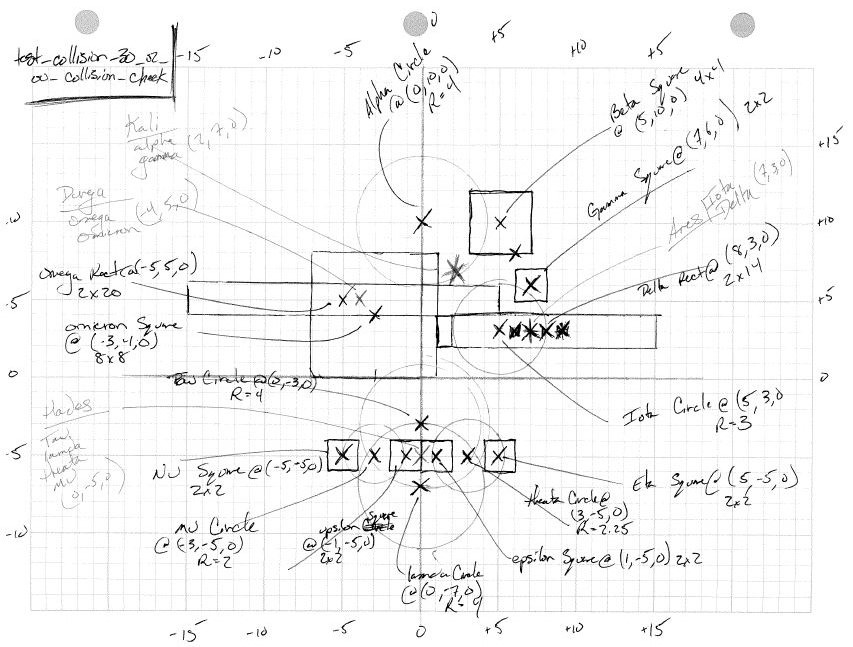 test_collision_30_02_
00_collision_check
-15
-10
-5
0
+5
+10
+5
Alpha Circle
@ (0,10,0)
R=4
Beta Square
@ (5,10,0) 4x4
Gamma Square @ (7,6,0) 2x2
+15
Kali
alpha
gamma
(2,7,0)
Ares
Iota
Delta
(7,3,0)
Durga
omega
omicron
(-4,5,0)
10
+10
Delta Rect @ (8,3,0)
2x14
Omega Rect @ (-5,5,0)
2x20
.5
+5
omicron Square
@ (-3,4,0)
8x8
0
0
Tau Circle @ (0,-3,0)
R=4
Iota Circle @ (5,3,0
R=3
Hades
Tau
lamda
theata
MU
(0,-5,0)
-5
NU Square @ (-5,-5,0)
2x2
Eta Square @ (5,-5,0)
2x2
theata Circle @
(3,-5,0)
R=2.25
MU Circle
@ (-3,-5,0)
R=2
upsilon Square
@ (-1,-5,0)
2x2
-10
epsilon Square @ (1,-5,0) 2x2
lamda Circle
@ (0,-7,0)
R=4
-15
-10
-5
0
+5
+10
+15